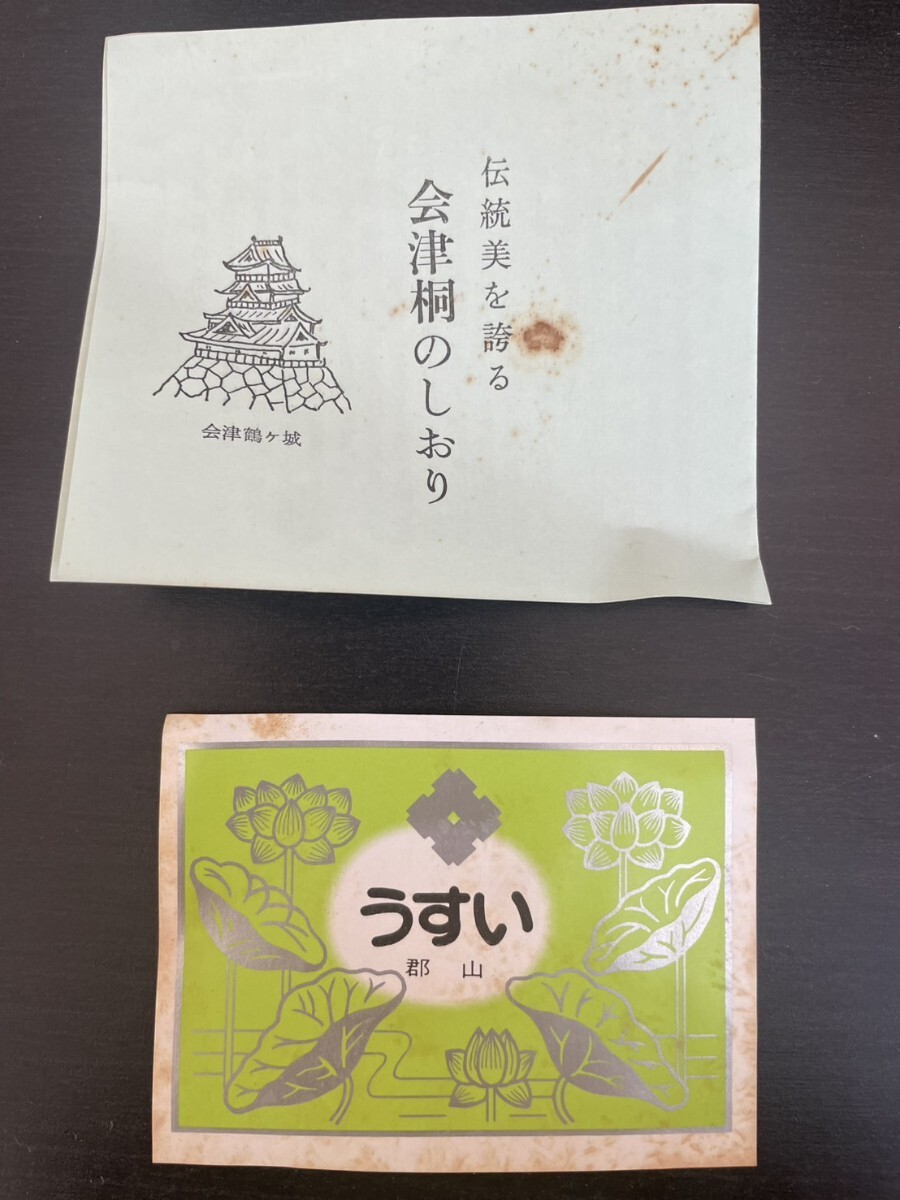 伝統美を誇る
会津桐のしおり
会津鶴ケ城
うすい
郡山